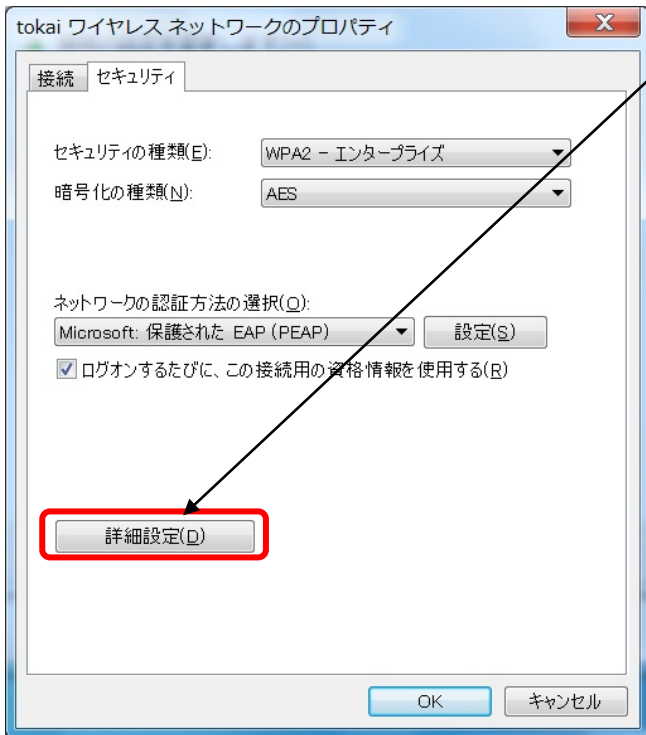 tokai ワイヤレス ネットワークのプロパティ
接続 セキュリティ
セキュリティの種類(E): WPA2 - エンタープライズ
暗号化の種類(N): AES
ネットワークの認証方法の選択(O):
Microsoft: 保護された EAP (PEAP) 設定(S)
ログオンするたびに、この接続用の資格情報を使用する(R)
詳細設定(D)
OK キャンセル